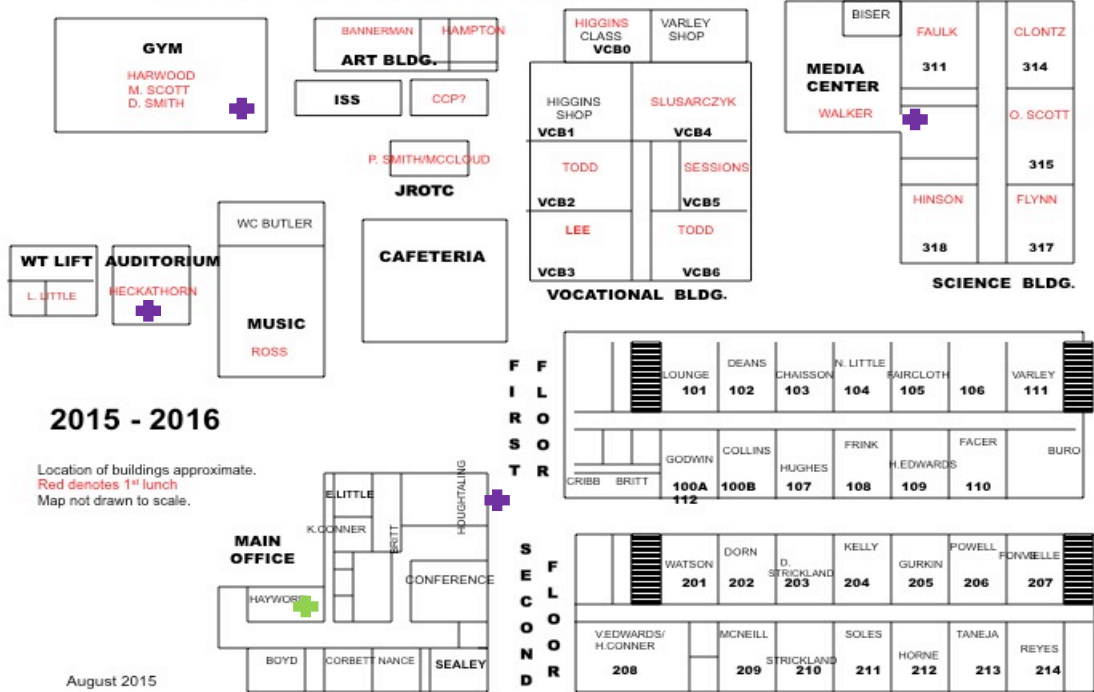 GYM
HARWOOD
M. SCOTT
D. SMITH
BANNERMAN
HAMPTON
ART BLDG.
ISS
CCP?
P. SMITH/MCCLOUD
JROTC
HIGGINS
CLASS
VCB0
VARLEY
SHOP
HIGGINS
SHOP
VCB1
SLUSARCZYK
VCB4
TODD
VCB2
SESSIONS
VCB5
LEE
VCB3
TODD
VCB6
VOCATIONAL BLDG.
BISER
MEDIA
CENTER
WALKER
FAULK
311
CLONTZ
314
O. SCOTT
315
HINSON
318
FLYNN
317
SCIENCE BLDG.
WT LIFT
L. LITTLE
AUDITORIUM
HECKATHORN
WC BUTLER
MUSIC
ROSS
CAFETERIA
2015 - 2016
Location of buildings approximate.
Red denotes 1st lunch
Map not drawn to scale.
FIRST
FLOOR
LOUNGE
101
DEANS
102
CHAISSON
103
N. LITTLE
104
FAIRCLOTH
105
106
VARLEY
111
CRIBB
BRITT
GODWIN
100A
112
COLLINS
100B
HUGHES
107
FRINK
108
H.EDWARDS
109
FACER
110
BURO
MAIN
OFFICE
E.LITTLE
K.CONNER
BRITT
HOUGHTALING
CONFERENCE
BOYD
CORBETT
NANCE
SEALEY
SECOND
FLOOR
WATSON
201
DORN
202
D.
STRICKLAND
203
KELLY
204
GURKIN
205
POWELL
206
207
V.EDWARDS/
H.CONNER
208
MCNEILL
209
STRICKLAND
210
SOLES
211
HORNE
212
TANEJA
213
REYES
214
August 2015